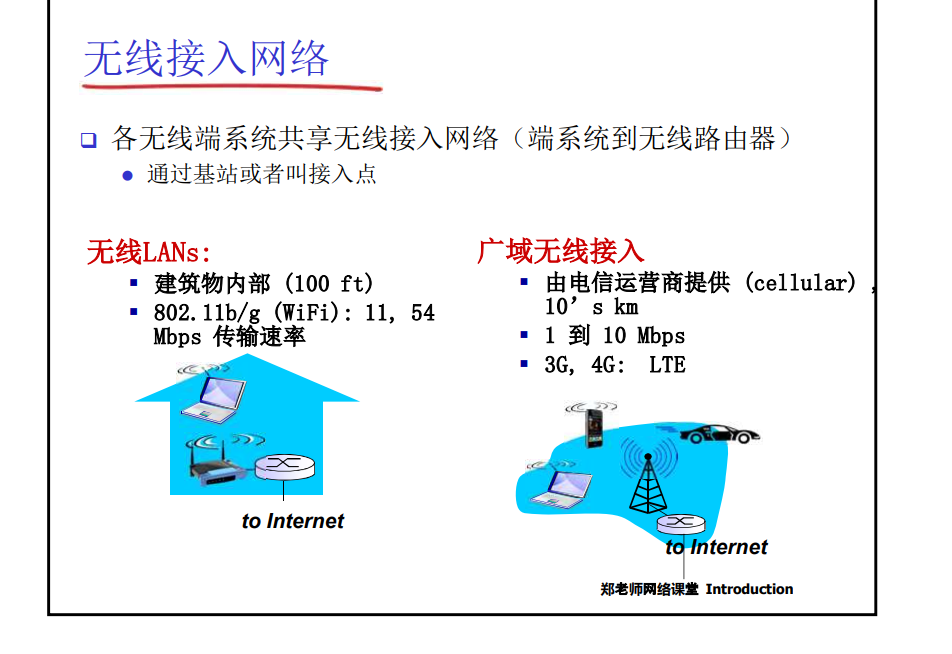 无线接入网络
各无线端系统共享无线接入网络（端系统到无线路由器）
通过基站或者叫接入点
无线LANs:
建筑物内部 (100 ft)
802.11b/g (WiFi): 11, 54
Mbps 传输速率
to Internet
广域无线接入
由电信运营商提供 (cellular) ,
10’s km
1 到 10 Mbps
3G, 4G: LTE
to Internet
郑老师网络课堂 Introduction